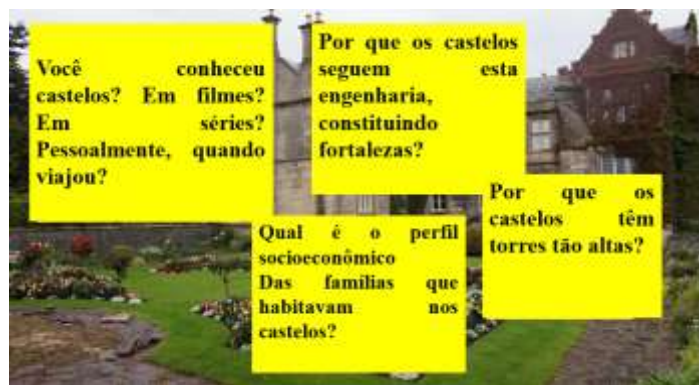 Você conheceu
castelos? Em filmes?
Em séries?
Pessoalmente, quando
viajou?
Por que os castelos
seguem esta
engenharia,
constituindo
fortalezas?
Por que os
castelos têm
torres tão altas?
Qual é o perfil
socioeconômico
Das famílias que
habitavam nos
castelos?